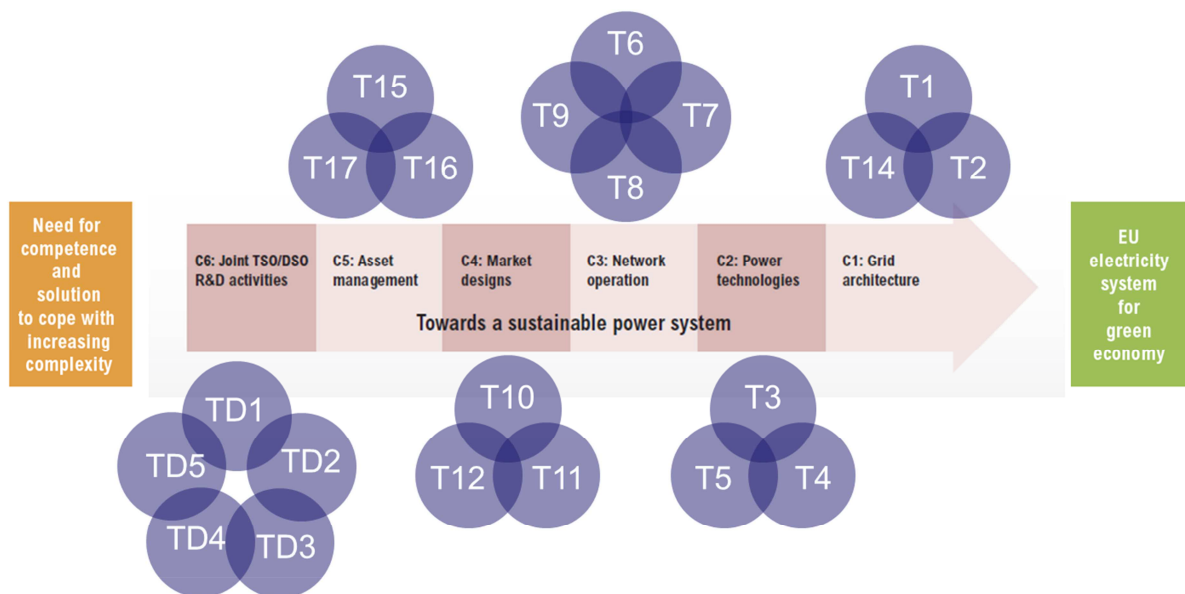 T15
T17
T16
T6
T9
T7
T8
T1
T14
T2
Need for
competence
and
solution
to cope with
increasing
complexity
C6: Joint TSO/DSO
R&D activities
C5: Asset
management
C4: Market
designs
C3: Network
operation
C2: Power
technologies
C1: Grid
architecture
Towards a sustainable power system
EU
electricity
system
for
green
economy
TD1
TD5
TD2
TD4
TD3
T10
T12
T11
T3
T5
T4